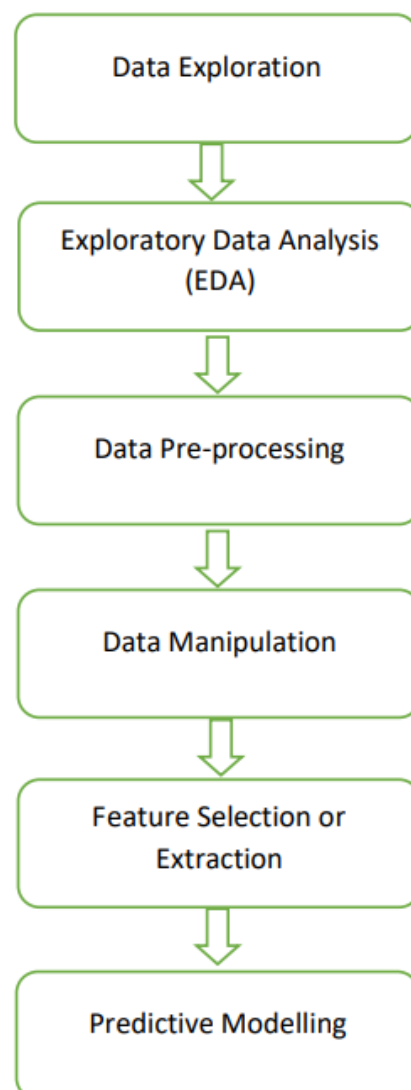 Data Exploration
Exploratory Data Analysis
(EDA)
Data Pre-processing
Data Manipulation
Feature Selection or
Extraction
Predictive Modelling